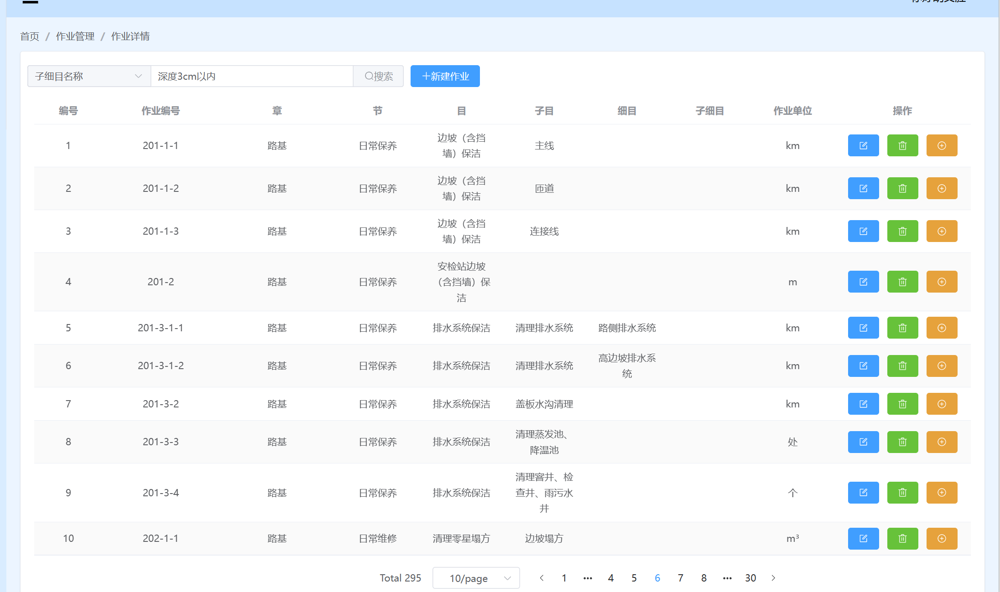 首页 / 作业管理 / 作业详情
子细目名称 深度3cm以内 搜索 +新建作业
编号 作业编号 章 节 目 子目 细目 子细目 作业单位 操作
1 201-1-1 路基 日常保养 边坡（含挡墙）保洁 主线 km
2 201-1-2 路基 日常保养 边坡（含挡墙）保洁 匝道 km
3 201-1-3 路基 日常保养 边坡（含挡墙）保洁 连接线 km
4 201-2 路基 日常保养 安检站边坡（含挡墙）保洁 m
5 201-3-1-1 路基 日常保养 排水系统保洁 清理排水系统 路侧排水系统 km
6 201-3-1-2 路基 日常保养 排水系统保洁 清理排水系统 高边坡排水系统 km
7 201-3-2 路基 日常保养 排水系统保洁 盖板水沟清理 km
8 201-3-3 路基 日常保养 排水系统保洁 清理蒸发池、降温池 处
9 201-3-4 路基 日常保养 排水系统保洁 清理窨井、检查井、雨污水井 个
10 202-1-1 路基 日常维修 清理零星塌方 边坡塌方 m³
Total 295 10/page 1 ••• 4 5 6 7 8 ••• 30